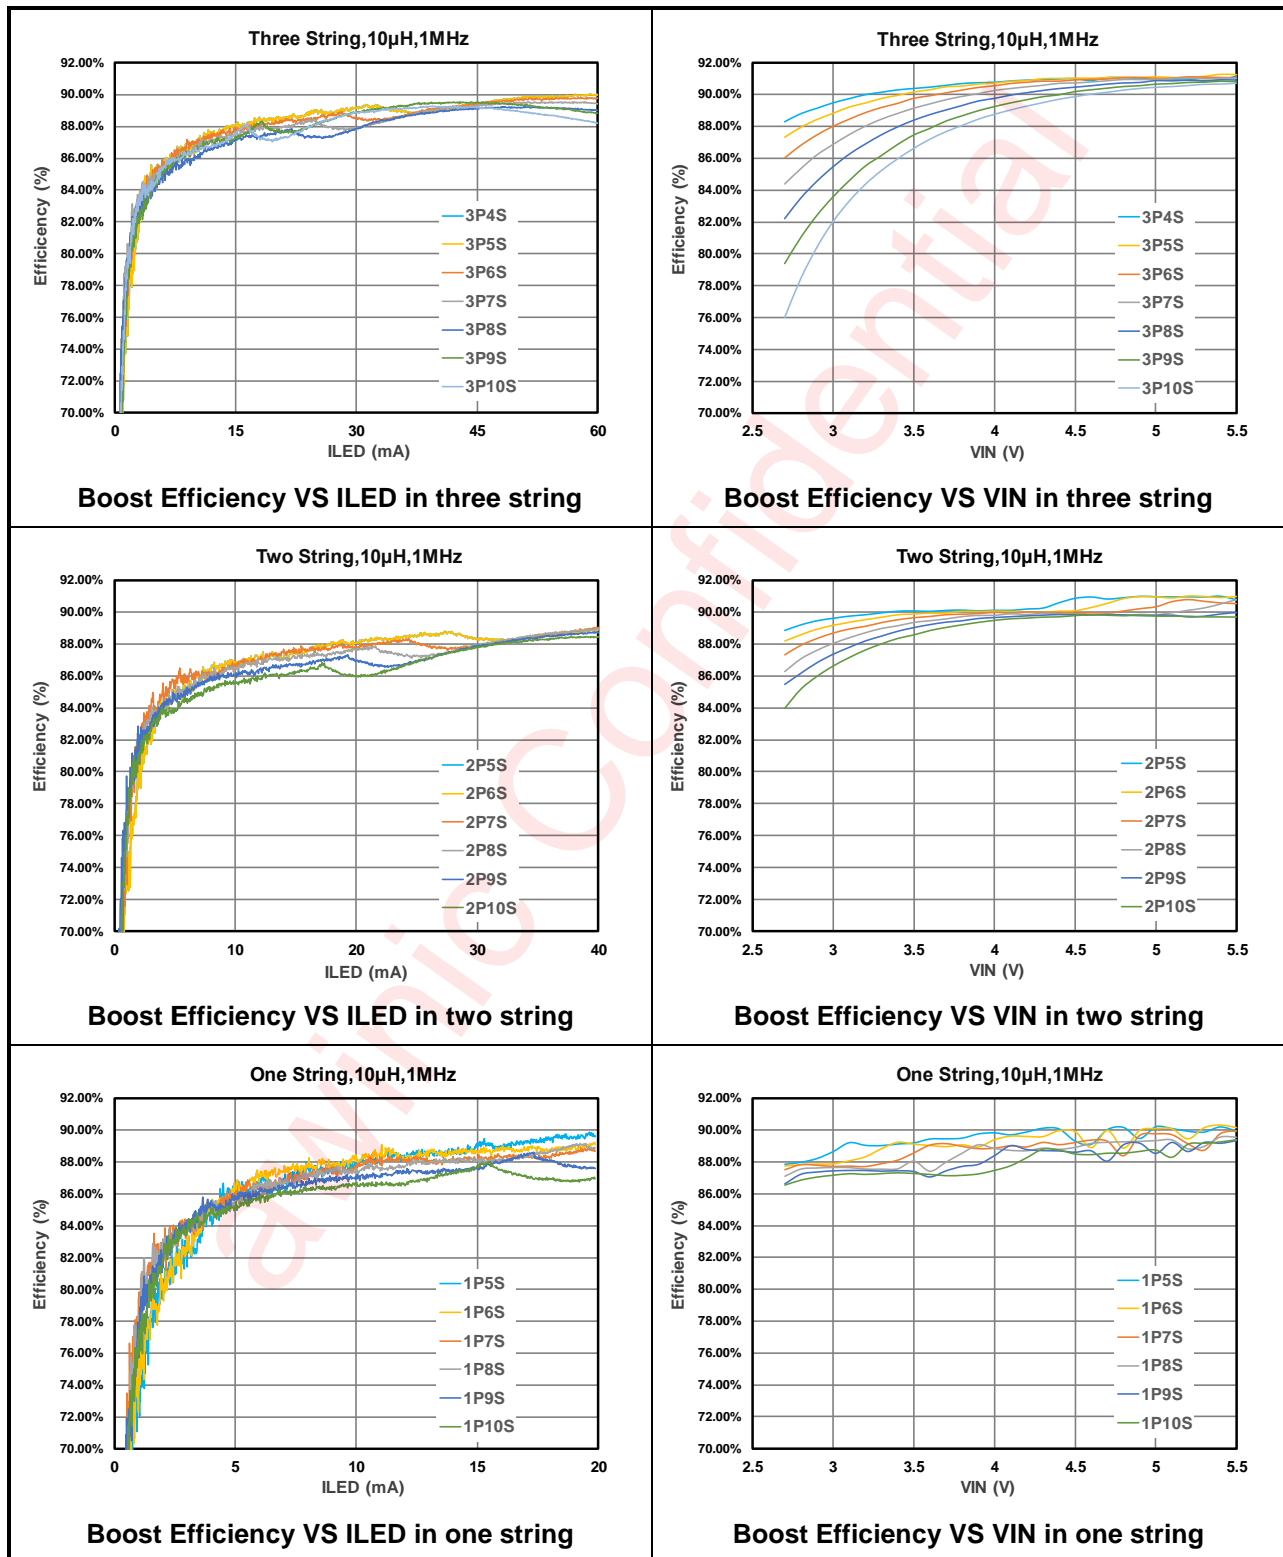 Three String,10µH,1MHz
92.00%
90.00%
88.00%
86.00%
84.00%
82.00%
80.00%
78.00%
76.00%
74.00%
72.00%
70.00%
Efficicency (%)
3P4S
3P5S
3P6S
3P7S
3P8S
3P9S
3P10S
0 15 30 45 60
ILED (mA)
Boost Efficiency VS ILED in three string
Three String,10µH,1MHz
92.00%
90.00%
88.00%
86.00%
84.00%
82.00%
80.00%
78.00%
76.00%
74.00%
72.00%
70.00%
Efficiency (%)
3P4S
3P5S
3P6S
3P7S
3P8S
3P9S
3P10S
2.5 3 3.5 4 4.5 5 5.5
VIN (V)
Boost Efficiency VS VIN in three string
Two String,10µH,1MHz
92.00%
90.00%
88.00%
86.00%
84.00%
82.00%
80.00%
78.00%
76.00%
74.00%
72.00%
70.00%
Efficiency (%)
2P5S
2P6S
2P7S
2P8S
2P9S
2P10S
0 10 20 30 40
ILED (mA)
Boost Efficiency VS ILED in two string
Two String,10µH,1MHz
92.00%
90.00%
88.00%
86.00%
84.00%
82.00%
80.00%
78.00%
76.00%
74.00%
72.00%
70.00%
Efficiency (%)
2P5S
2P6S
2P7S
2P8S
2P9S
2P10S
2.5 3 3.5 4 4.5 5 5.5
VIN (V)
Boost Efficiency VS VIN in two string
One String,10µH,1MHz
92.00%
90.00%
88.00%
86.00%
84.00%
82.00%
80.00%
78.00%
76.00%
74.00%
72.00%
70.00%
Efficiency (%)
1P5S
1P6S
1P7S
1P8S
1P9S
1P10S
0 5 10 15 20
ILED (mA)
Boost Efficiency VS ILED in one string
One String,10µH,1MHz
92.00%
90.00%
88.00%
86.00%
84.00%
82.00%
80.00%
78.00%
76.00%
74.00%
72.00%
70.00%
Efficiency (%)
1P5S
1P6S
1P7S
1P8S
1P9S
1P10S
2.5 3 3.5 4 4.5 5 5.5
VIN (V)
Boost Efficiency VS VIN in one string
awinic Confidential